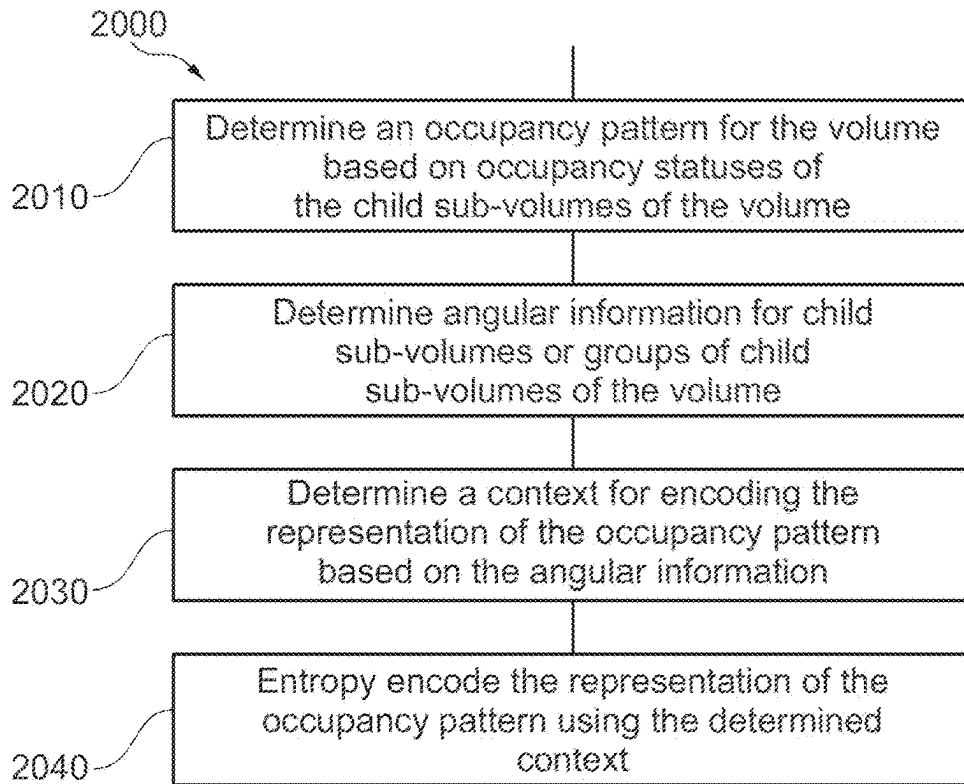 2000
Determine an occupancy pattern for the volume
based on occupancy statuses of
the child sub-volumes of the volume
2010
Determine angular information for child
sub-volumes or groups of child
sub-volumes of the volume
2020
Determine a context for encoding the
representation of the occupancy pattern
based on the angular information
2030
Entropy encode the representation of the
occupancy pattern using the determined
context
2040